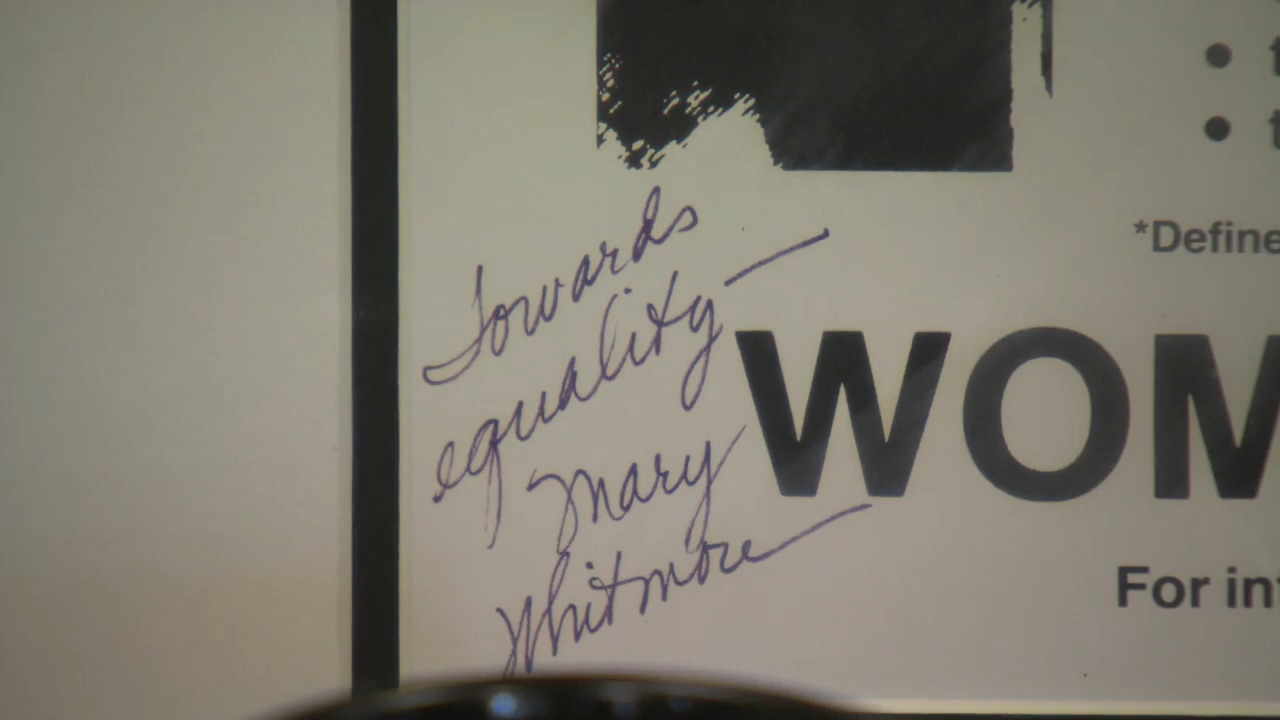 Towards
equality —
Mary
Whitmore
*Define
WOM
For in